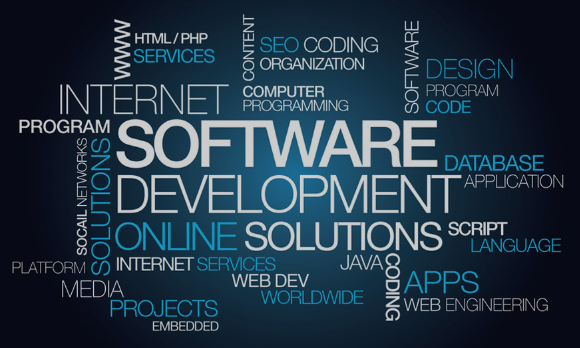 WWW
HTML / PHP
SERVICES
CONTENT
SEO CODING
ORGANIZATION
COMPUTER
PROGRAMMING
SOFTWARE
DESIGN
PROGRAM
CODE
INTERNET
PROGRAM
SOFTWARE
SOCAIL NETWORKS
SOLUTIONS
DEVELOPMENT
DATABASE
APPLICATION
ONLINE SOLUTIONS
SCRIPT
LANGUAGE
PLATFORM
INTERNET SERVICES
JAVA
CODING
MEDIA
WEB DEV
WORLDWIDE
APPS
WEB ENGINEERING
PROJECTS
EMBEDDED